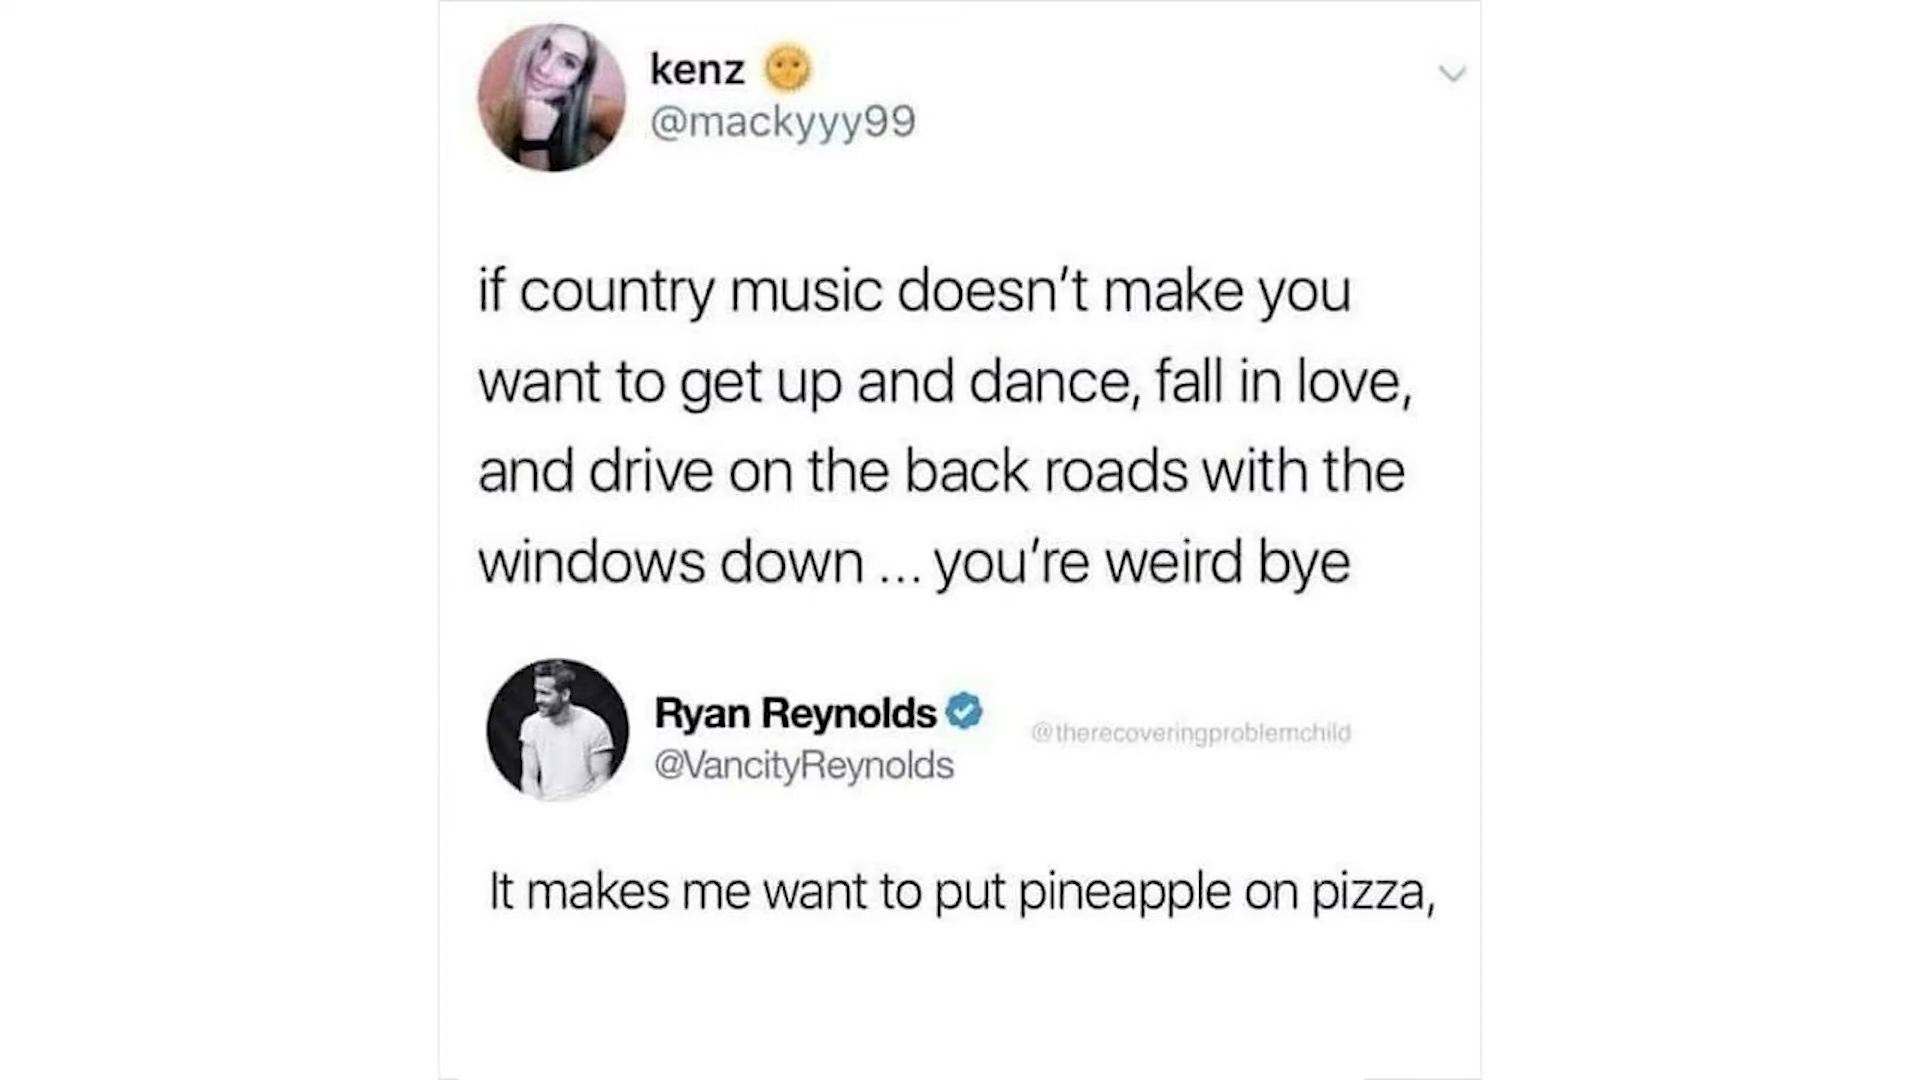 kenz 🌞
@mackyyy99
if country music doesn't make you
want to get up and dance, fall in love,
and drive on the back roads with the
windows down ... you're weird bye
Ryan Reynolds
@therecoveringproblemchild
@VancityReynolds
It makes me want to put pineapple on pizza,